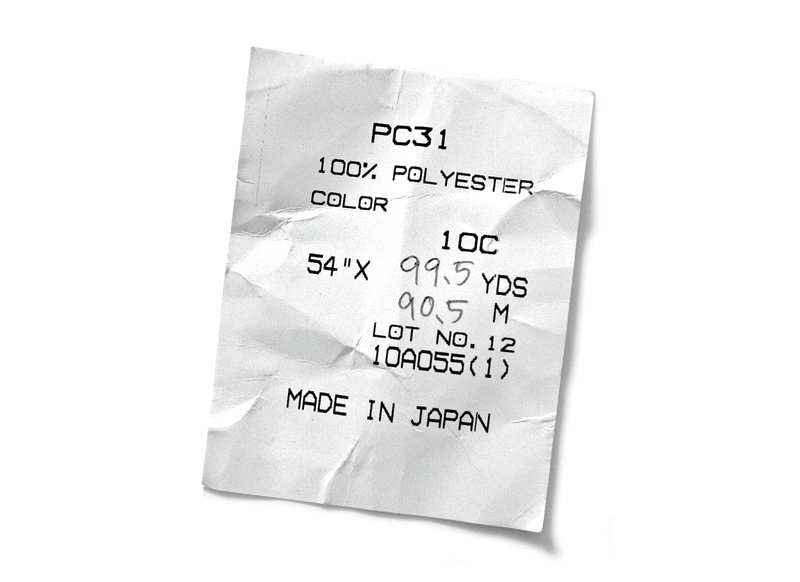 PC31
100% POLYESTER
COLOR
10C
54"X 99.5 YDS
90.5 M
LOT NO. 12
10A055(1)
MADE IN JAPAN